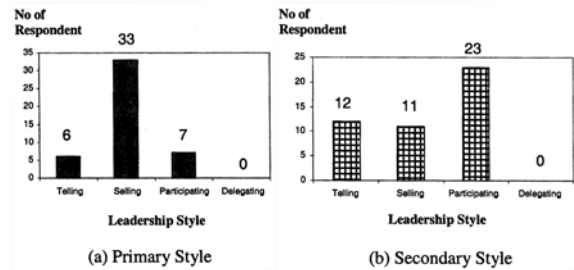 No of
Respondent
33
35
30
25
20
15
10
5
0
6
7
0
Telling Selling Participating Delegating
Leadership Style
(a) Primary Style
No of
Respondent
23
25
20
15
10
5
0
12
11
0
Telling Selling Participating Delegating
Leadership Style
(b) Secondary Style